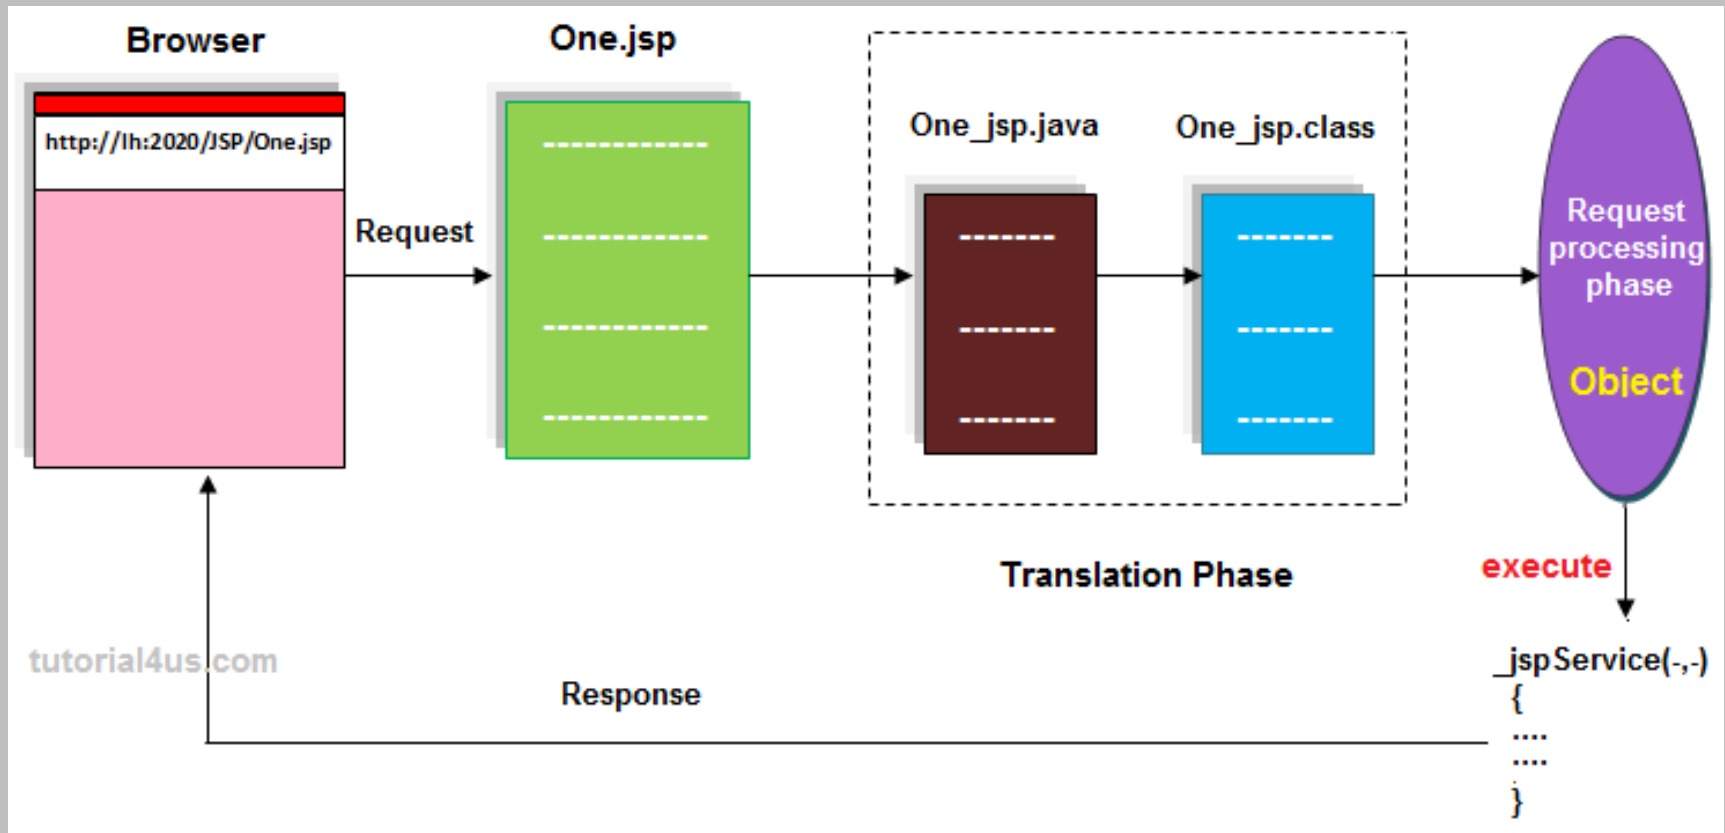 Browser
One.jsp
http://lh:2020/JSP/One.jsp
Request
One_jsp.java
One_jsp.class
Request
processing
phase
Object
Translation Phase
execute
_jspService(-,-)
{
....
....
}
Response
tutorial4us.com